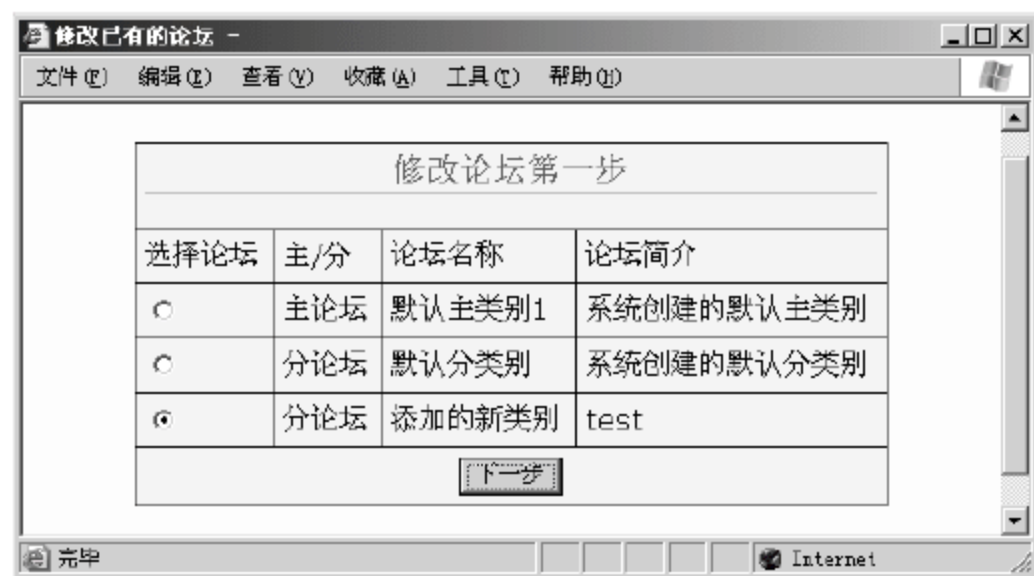 修改已有的论坛 -
文件(F) 编辑(E) 查看(V) 收藏(A) 工具(T) 帮助(H)
修改论坛第一步
选择论坛 主/分 论坛名称 论坛简介
主论坛 默认主类别1 系统创建的默认主类别
分论坛 默认分类别 系统创建的默认分类别
分论坛 添加的新类别 test
下一步
完毕 Internet